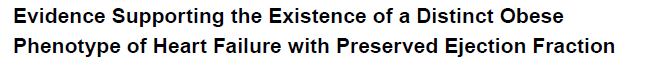 Evidence Supporting the Existence of a Distinct Obese
Phenotype of Heart Failure with Preserved Ejection Fraction